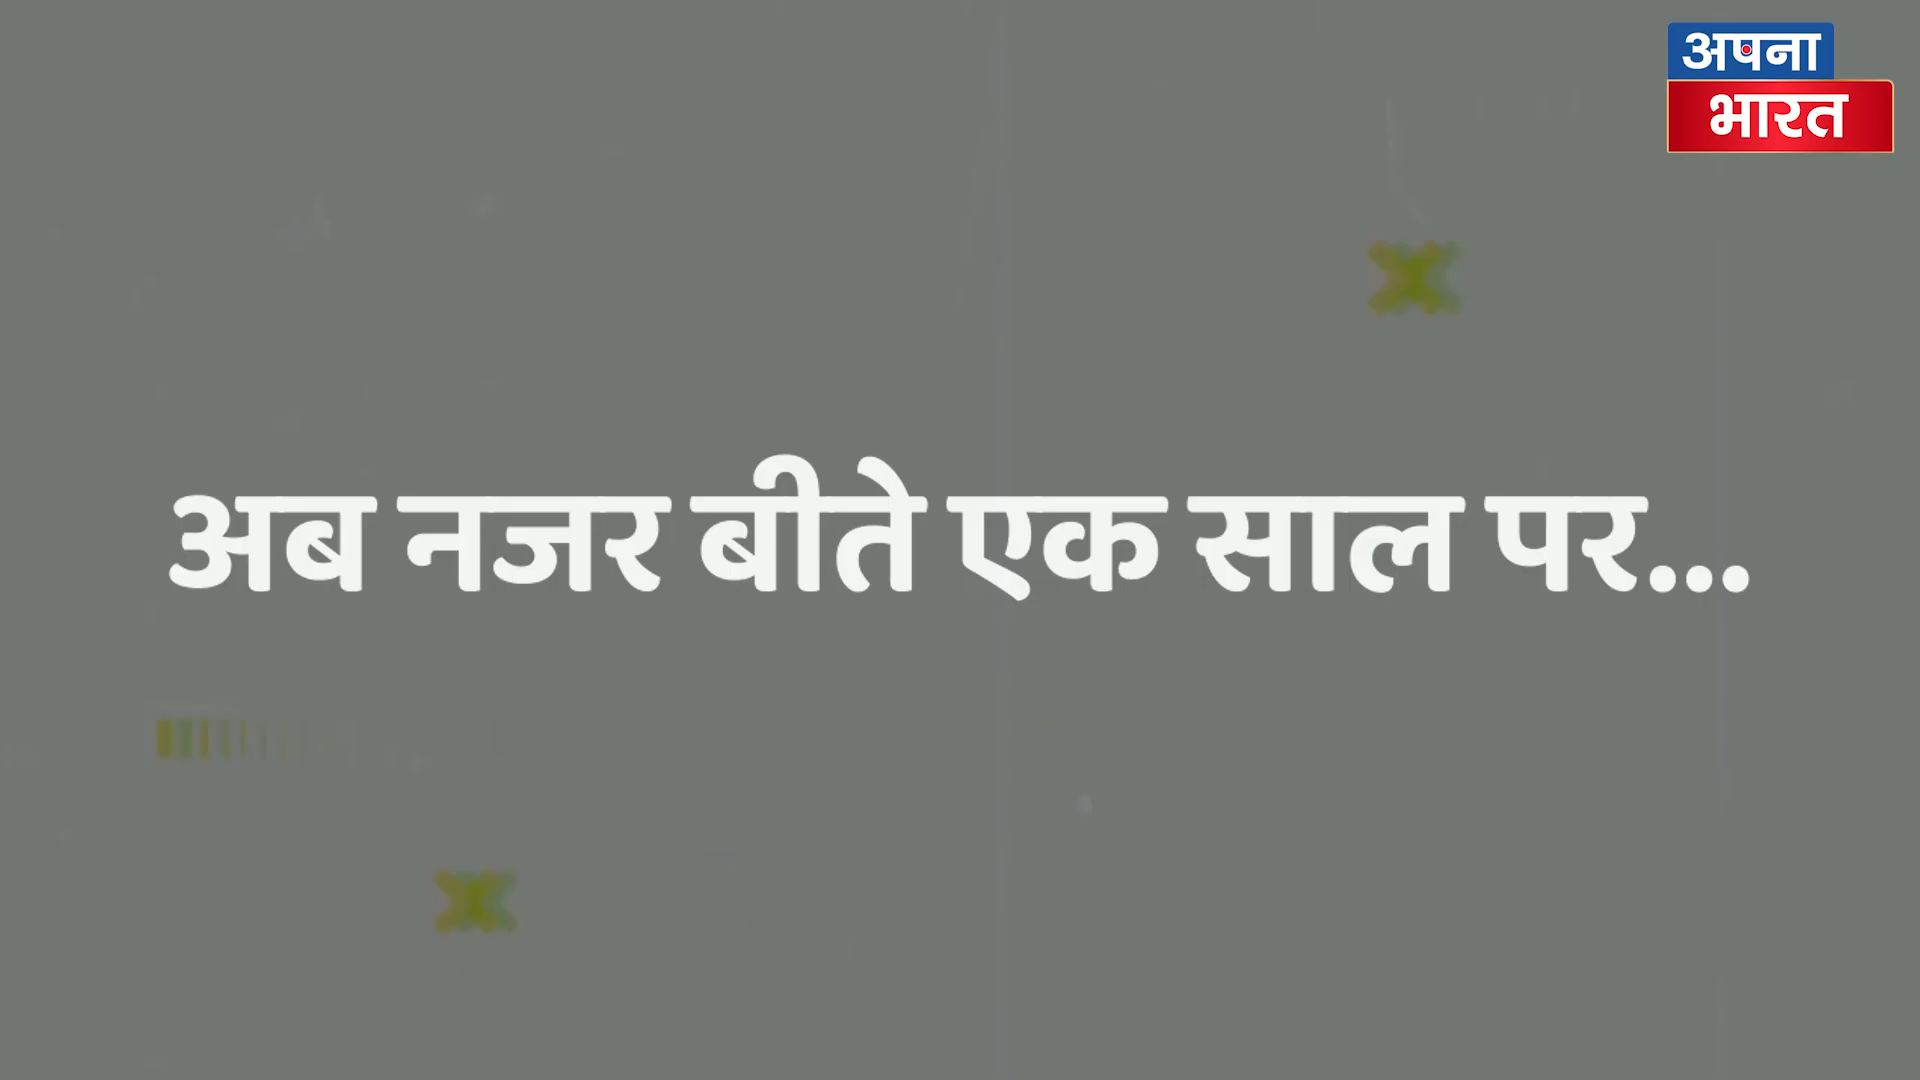 अपना
भारत
अब नजर बीते एक साल पर...